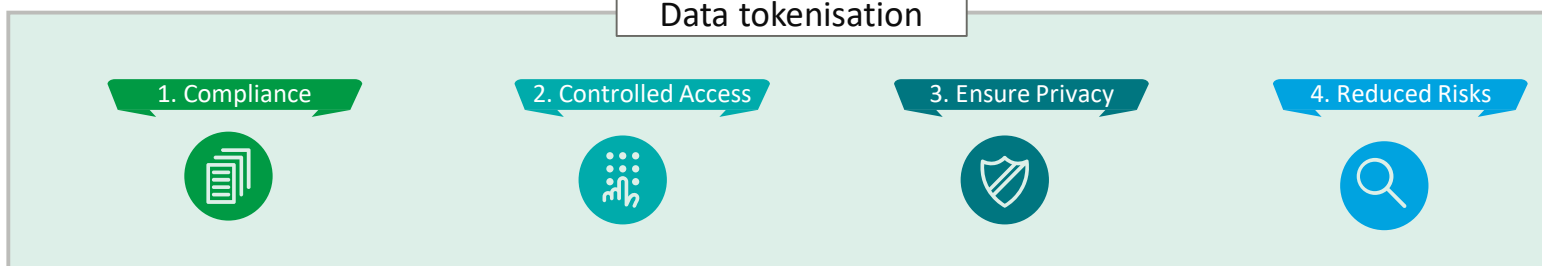 Data tokenisation
1. Compliance
2. Controlled Access
3. Ensure Privacy
4. Reduced Risks